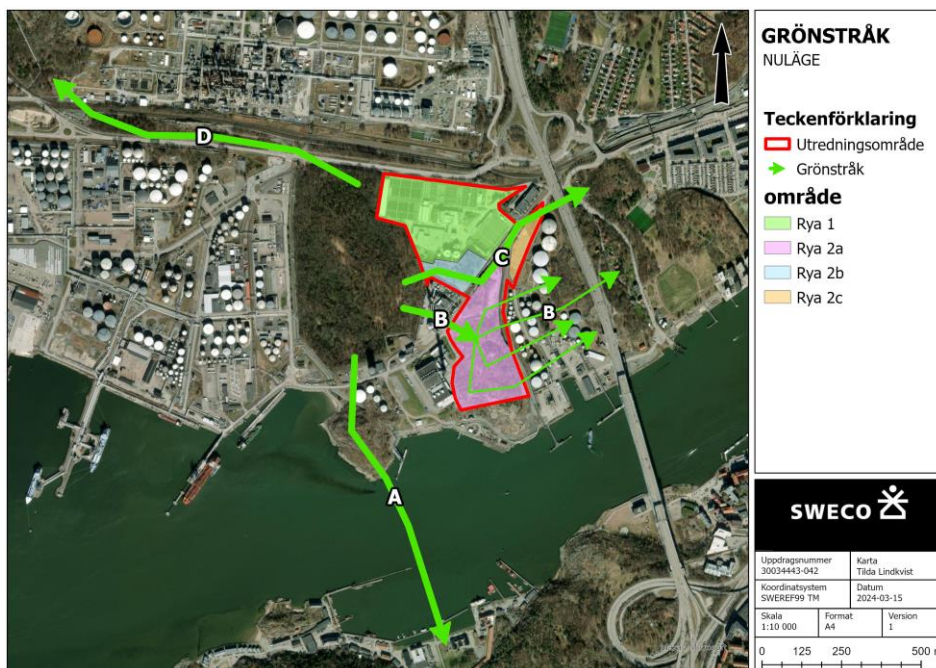 D
C
B
B
A
GRÖNSTRÅK
NULÄGE
Teckenförklaring
Utredningsområde
Grönstråk
område
Rya 1
Rya 2a
Rya 2b
Rya 2c
SWECO
Uppdragsnummer
30034443-042
Karta
Tilda Lindkvist
Koordinatsystem
SWEREF99 TM
Datum
2024-03-15
Skala
1:10 000
Format
A4
Version
1
0 125 250 500 m